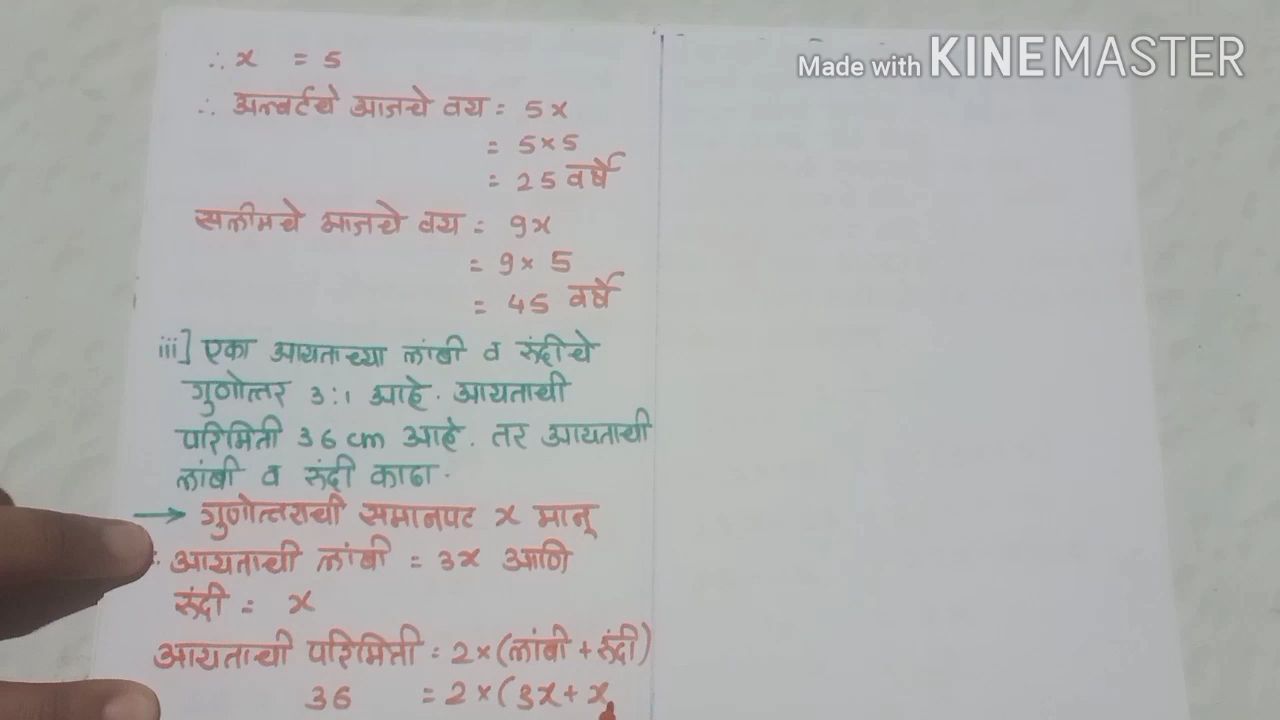 Made with KINEMASTER
∴ x = 5
∴ अल्बर्टचे आजचे वय = 5x
= 5×5
= 25 वर्षे
सलीमचे आजचे वय = 9x
= 9× 5
= 45 वर्षे
iii] एका आयताच्या लांबी व रुंदीचे
गुणोत्तर 3:1 आहे. आयताची
परिमिती 36 cm आहे. तर आयताची
लांबी व रुंदी काढा.
→ गुणोत्तराची समानपट x मानू
∴ आयताची लांबी = 3x आणि
रुंदी = x
आयताची परिमिती = 2×(लांबी + रुंदी)
36 = 2×(3x+x